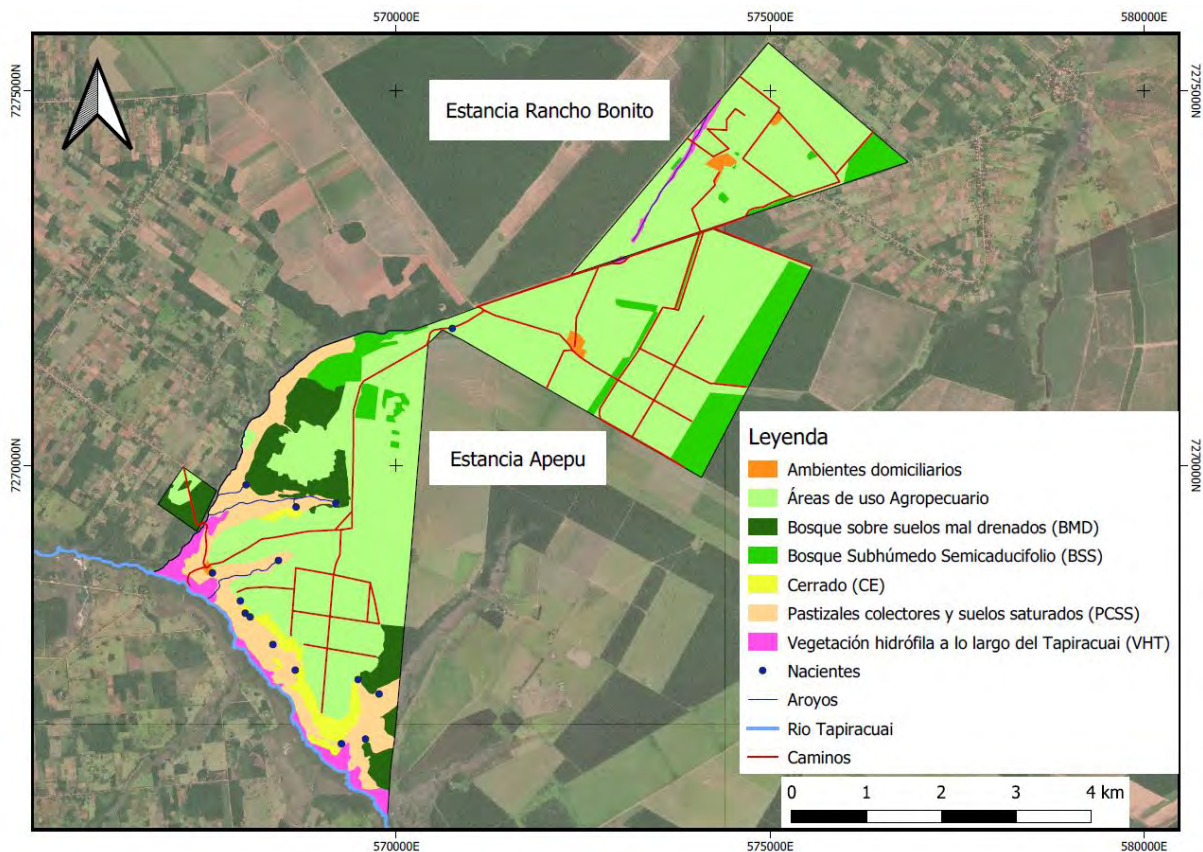 570000E
575000E
580000E
7275000N
7275000N
Estancia Rancho Bonito
7270000N
7270000N
Estancia Apepu
Leyenda
Ambientes domiciliarios
Áreas de uso Agropecuario
Bosque sobre suelos mal drenados (BMD)
Bosque Subhúmedo Semicaducifolio (BSS)
Cerrado (CE)
Pastizales colectores y suelos saturados (PCSS)
Vegetación hidrófila a lo largo del Tapiracuai (VHT)
Nacientes
Aroyos
Rio Tapiracuai
Caminos
0 1 2 3 4 km
570000E
575000E
580000E